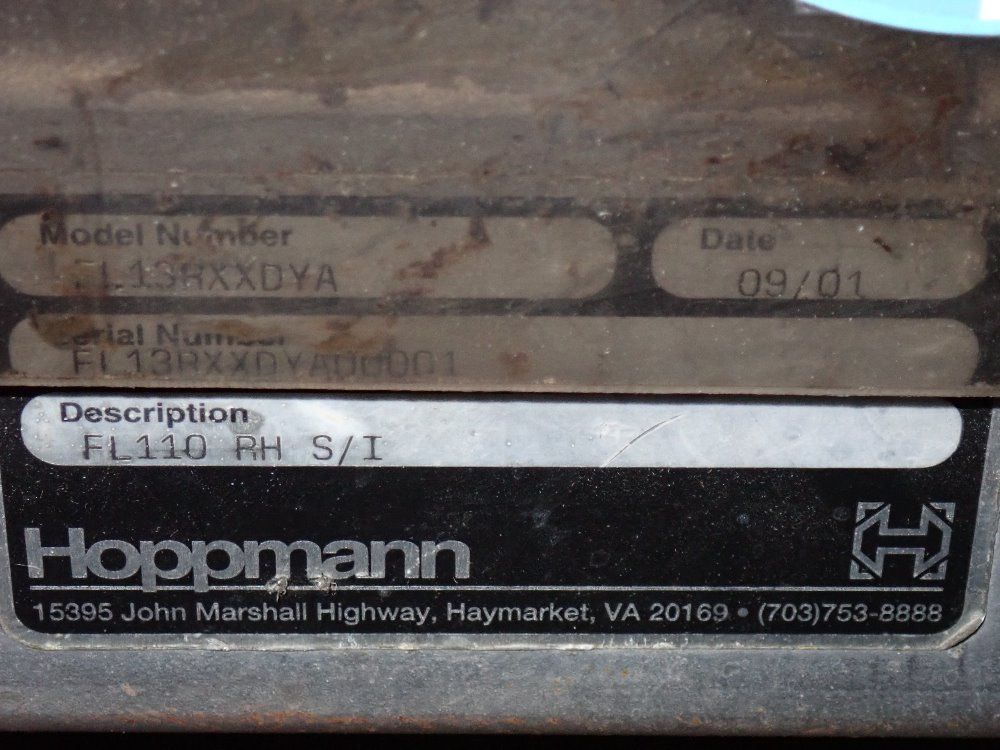 Model Number
FL13RXXDYA
Date
09/01
Serial Number
FL13RXXDYA00001
Description
FL110 RH S/I
Hoppmann
H
15395 John Marshall Highway, Haymarket, VA 20169 • (703)753-8888